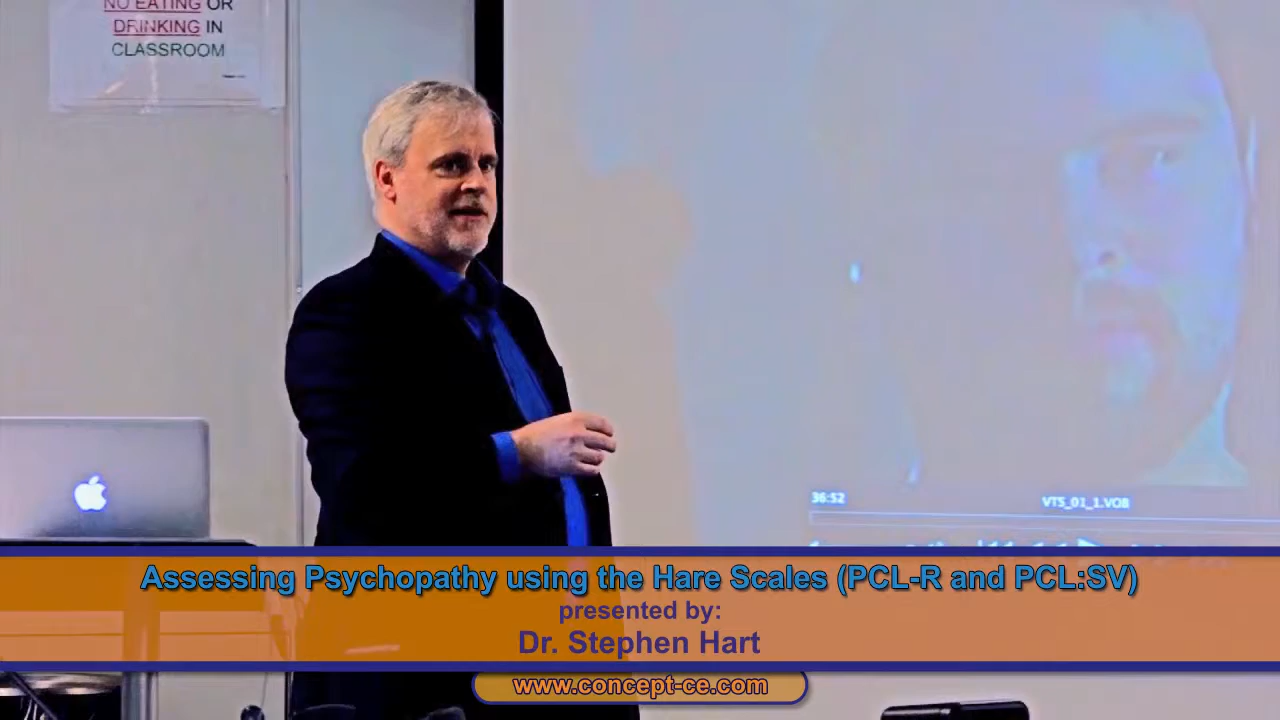 NO EATING OR
DRINKING IN
CLASSROOM
36:52
VTS_01_1.VOB
Assessing Psychopathy using the Hare Scales (PCL-R and PCL:SV)
presented by:
Dr. Stephen Hart
www.concept-ce.com